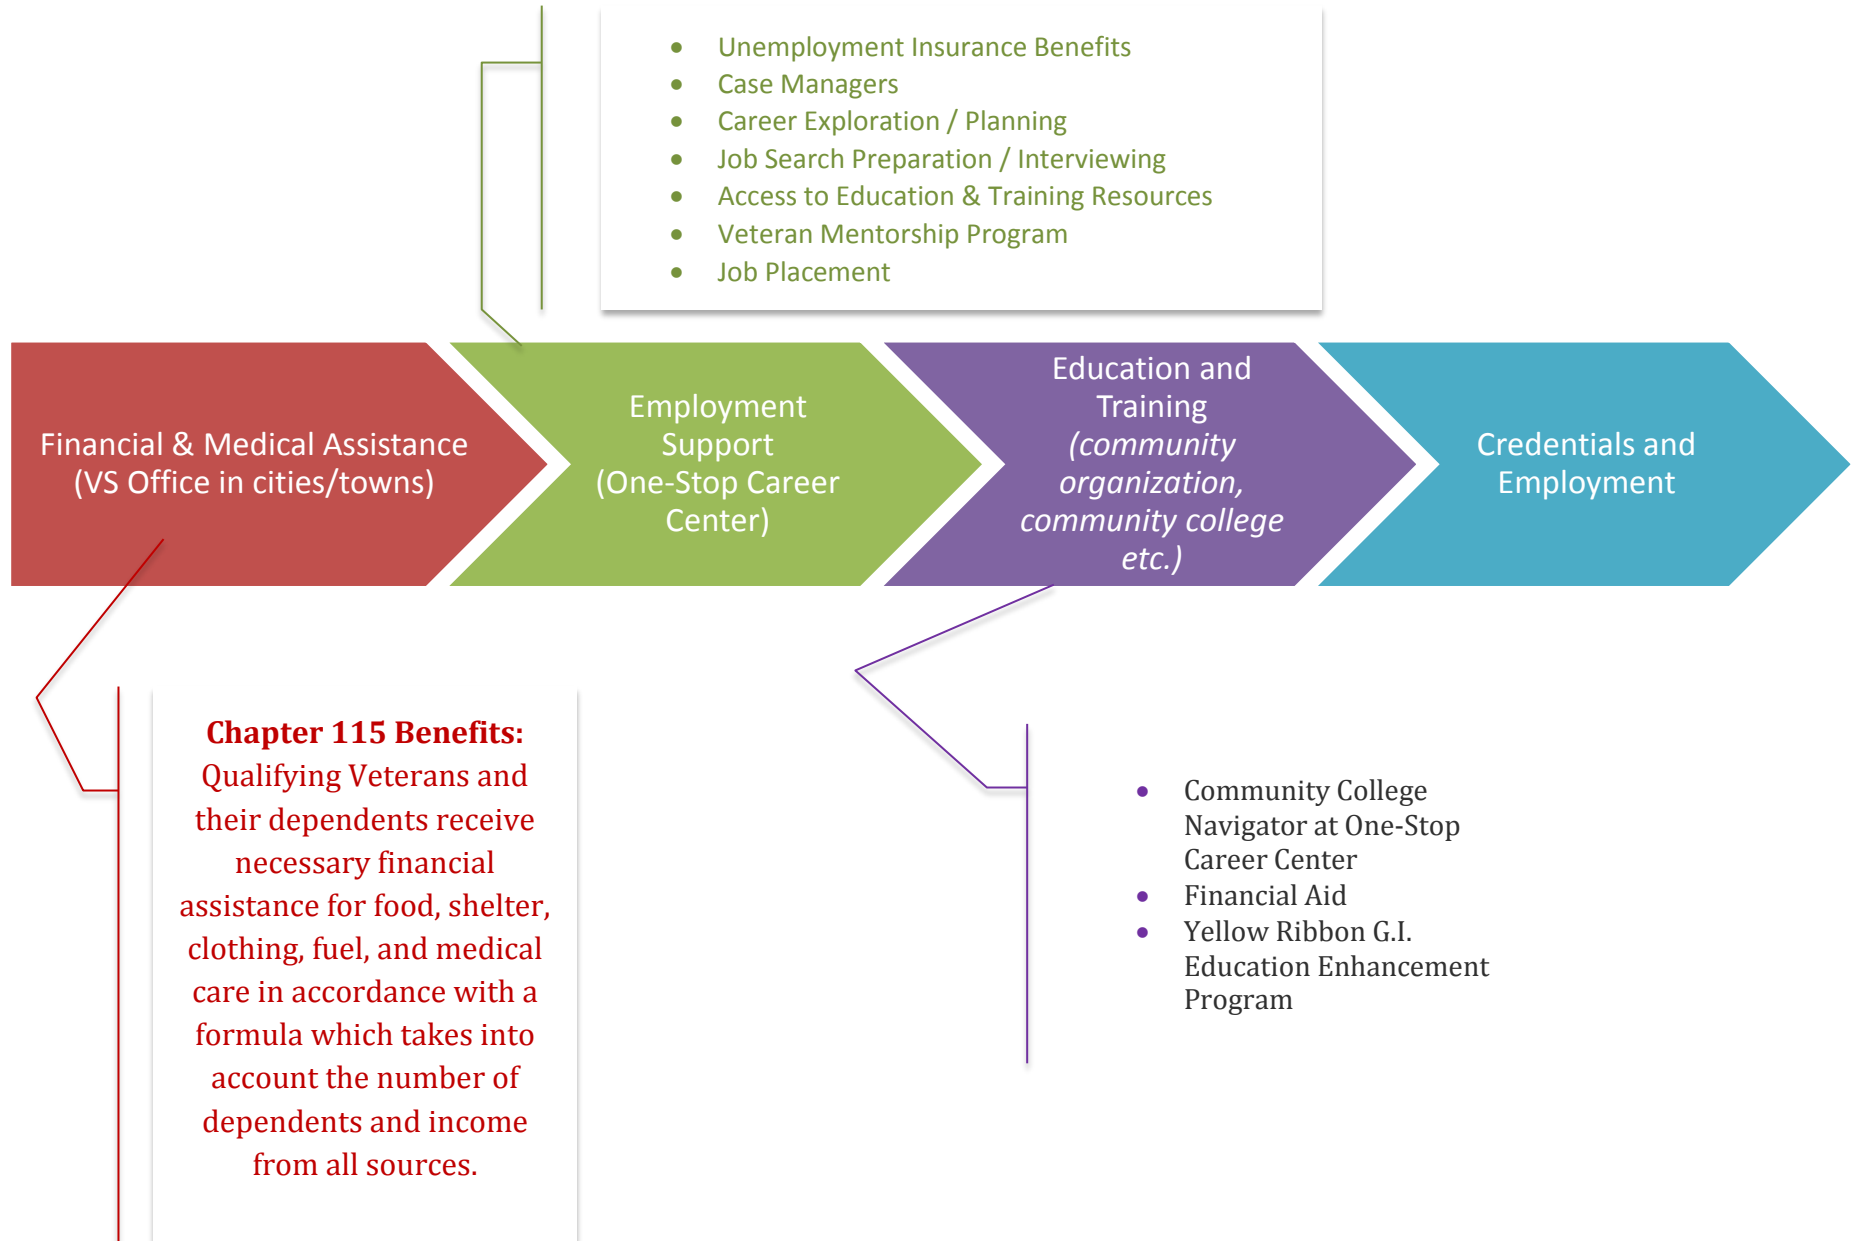 • Unemployment Insurance Benefits
• Case Managers
• Career Exploration / Planning
• Job Search Preparation / Interviewing
• Access to Education & Training Resources
• Veteran Mentorship Program
• Job Placement
Financial & Medical Assistance
(VS Office in cities/towns)
Employment
Support
(One-Stop Career
Center)
Education and
Training
(community
organization,
community college
etc.)
Credentials and
Employment
Chapter 115 Benefits:
Qualifying Veterans and
their dependents receive
necessary financial
assistance for food, shelter,
clothing, fuel, and medical
care in accordance with a
formula which takes into
account the number of
dependents and income
from all sources.
• Community College
Navigator at One-Stop
Career Center
• Financial Aid
• Yellow Ribbon G.I.
Education Enhancement
Program